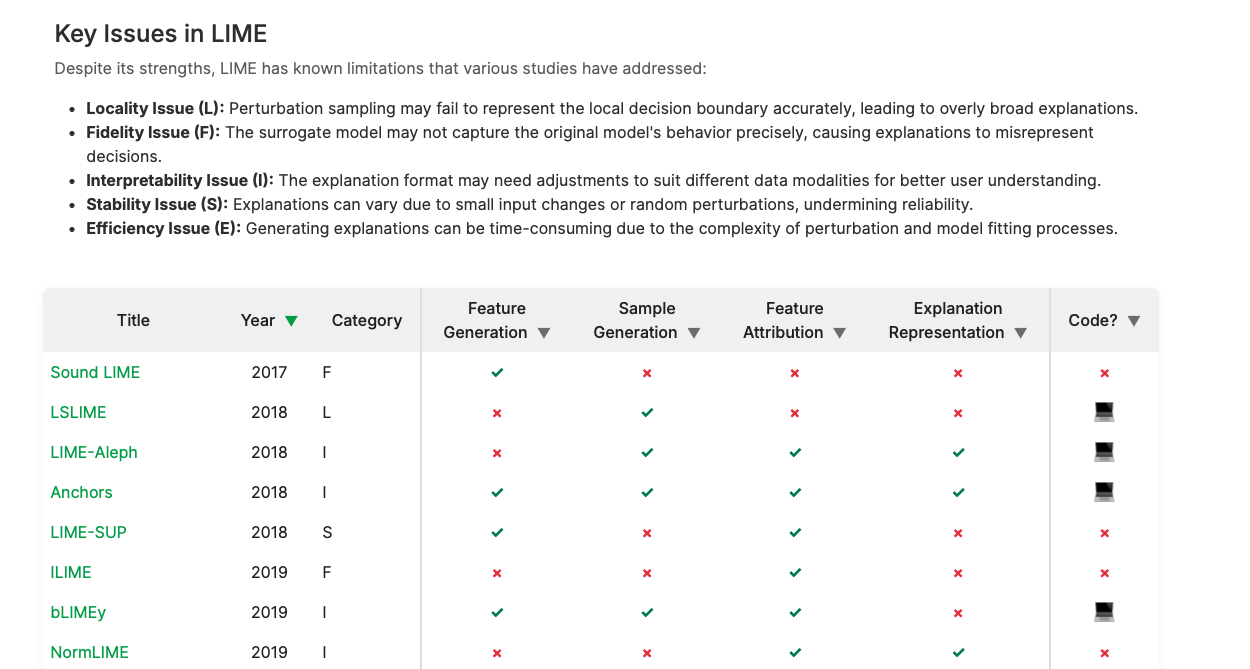 Key Issues in LIME
Despite its strengths, LIME has known limitations that various studies have addressed:
• Locality Issue (L): Perturbation sampling may fail to represent the local decision boundary accurately, leading to overly broad explanations.
• Fidelity Issue (F): The surrogate model may not capture the original model's behavior precisely, causing explanations to misrepresent
decisions.
• Interpretability Issue (I): The explanation format may need adjustments to suit different data modalities for better user understanding.
• Stability Issue (S): Explanations can vary due to small input changes or random perturbations, undermining reliability.
• Efficiency Issue (E): Generating explanations can be time-consuming due to the complexity of perturbation and model fitting processes.
Title Year ▼ Category Feature Generation ▼ Sample Generation ▼ Feature Attribution ▼ Explanation Representation ▼ Code? ▼
Sound LIME 2017 F ✓ ✗ ✗ ✗ ✗
LSLIME 2018 L ✗ ✓ ✗ ✗ 💻
LIME-Aleph 2018 I ✗ ✓ ✓ ✓ 💻
Anchors 2018 I ✓ ✓ ✓ ✓ 💻
LIME-SUP 2018 S ✓ ✗ ✓ ✗ ✗
ILIME 2019 F ✗ ✗ ✓ ✗ ✗
bLIMEy 2019 I ✓ ✓ ✓ ✗ 💻
NormLIME 2019 I ✗ ✗ ✓ ✓ ✗